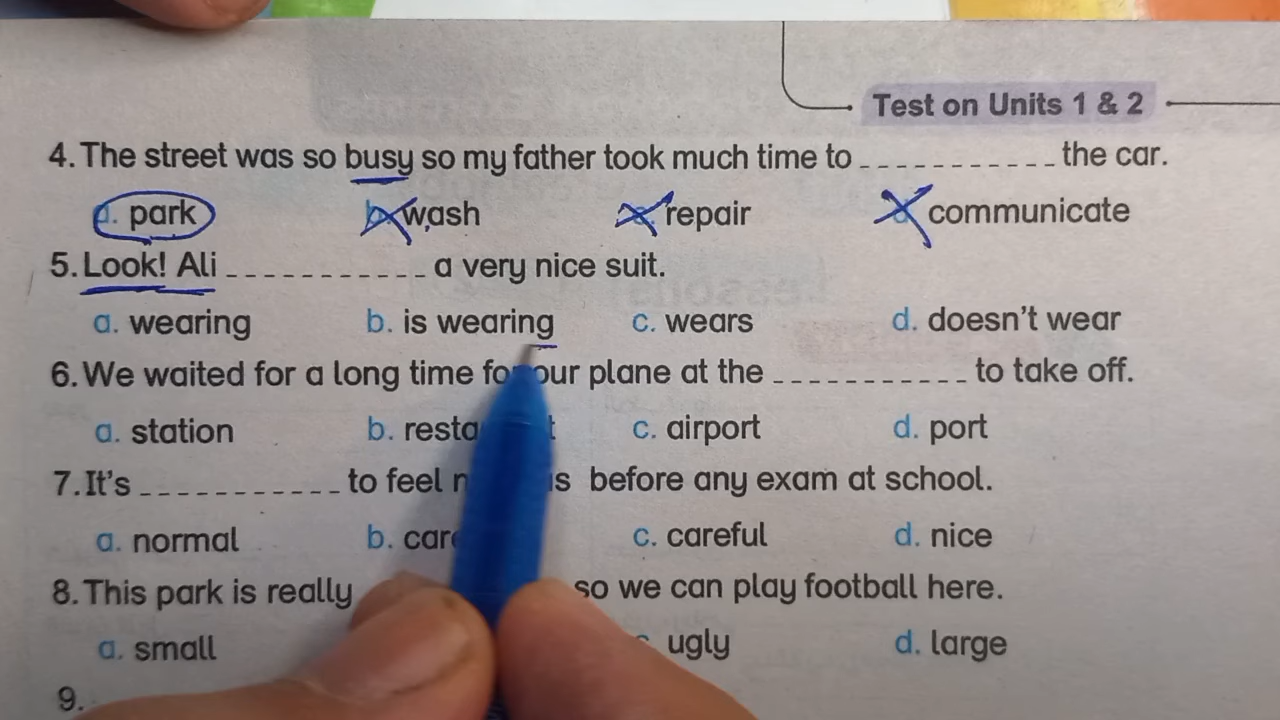 Test on Units 1 & 2
4. The street was so busy so my father took much time to ___________ the car.
a. park b. wash c. repair d. communicate
5. Look! Ali ___________ a very nice suit.
a. wearing b. is wearing c. wears d. doesn't wear
6. We waited for a long time for our plane at the ___________ to take off.
a. station b. c. airport d. port
7. It's ___________ to feel before any exam at school.
a. normal b. c. careful d. nice
8. This park is really so we can play football here.
a. small ugly d. large
9.